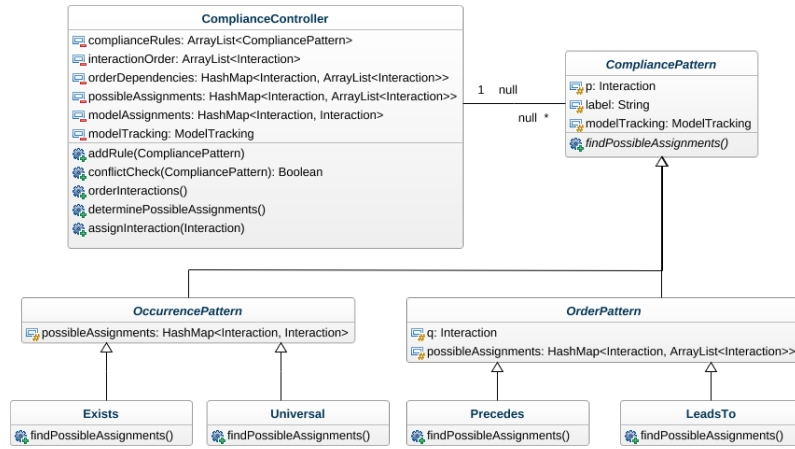 ComplianceController
complianceRules: ArrayList<CompliancePattern>
interactionOrder: ArrayList<Interaction>
orderDependencies: HashMap<Interaction, ArrayList<Interaction>>
possibleAssignments: HashMap<Interaction, ArrayList<Interaction>>
modelAssignments: HashMap<Interaction, Interaction>
modelTracking: ModelTracking
addRule(CompliancePattern)
conflictCheck(CompliancePattern): Boolean
orderInteractions()
determinePossibleAssignments()
assignInteraction(Interaction)
1 null
null *
CompliancePattern
p: Interaction
label: String
modelTracking: ModelTracking
findPossibleAssignments()
OccurrencePattern
possibleAssignments: HashMap<Interaction, Interaction>
OrderPattern
q: Interaction
possibleAssignments: HashMap<Interaction, ArrayList<Interaction>>
Exists
findPossibleAssignments()
Universal
findPossibleAssignments()
Precedes
findPossibleAssignments()
LeadsTo
findPossibleAssignments()